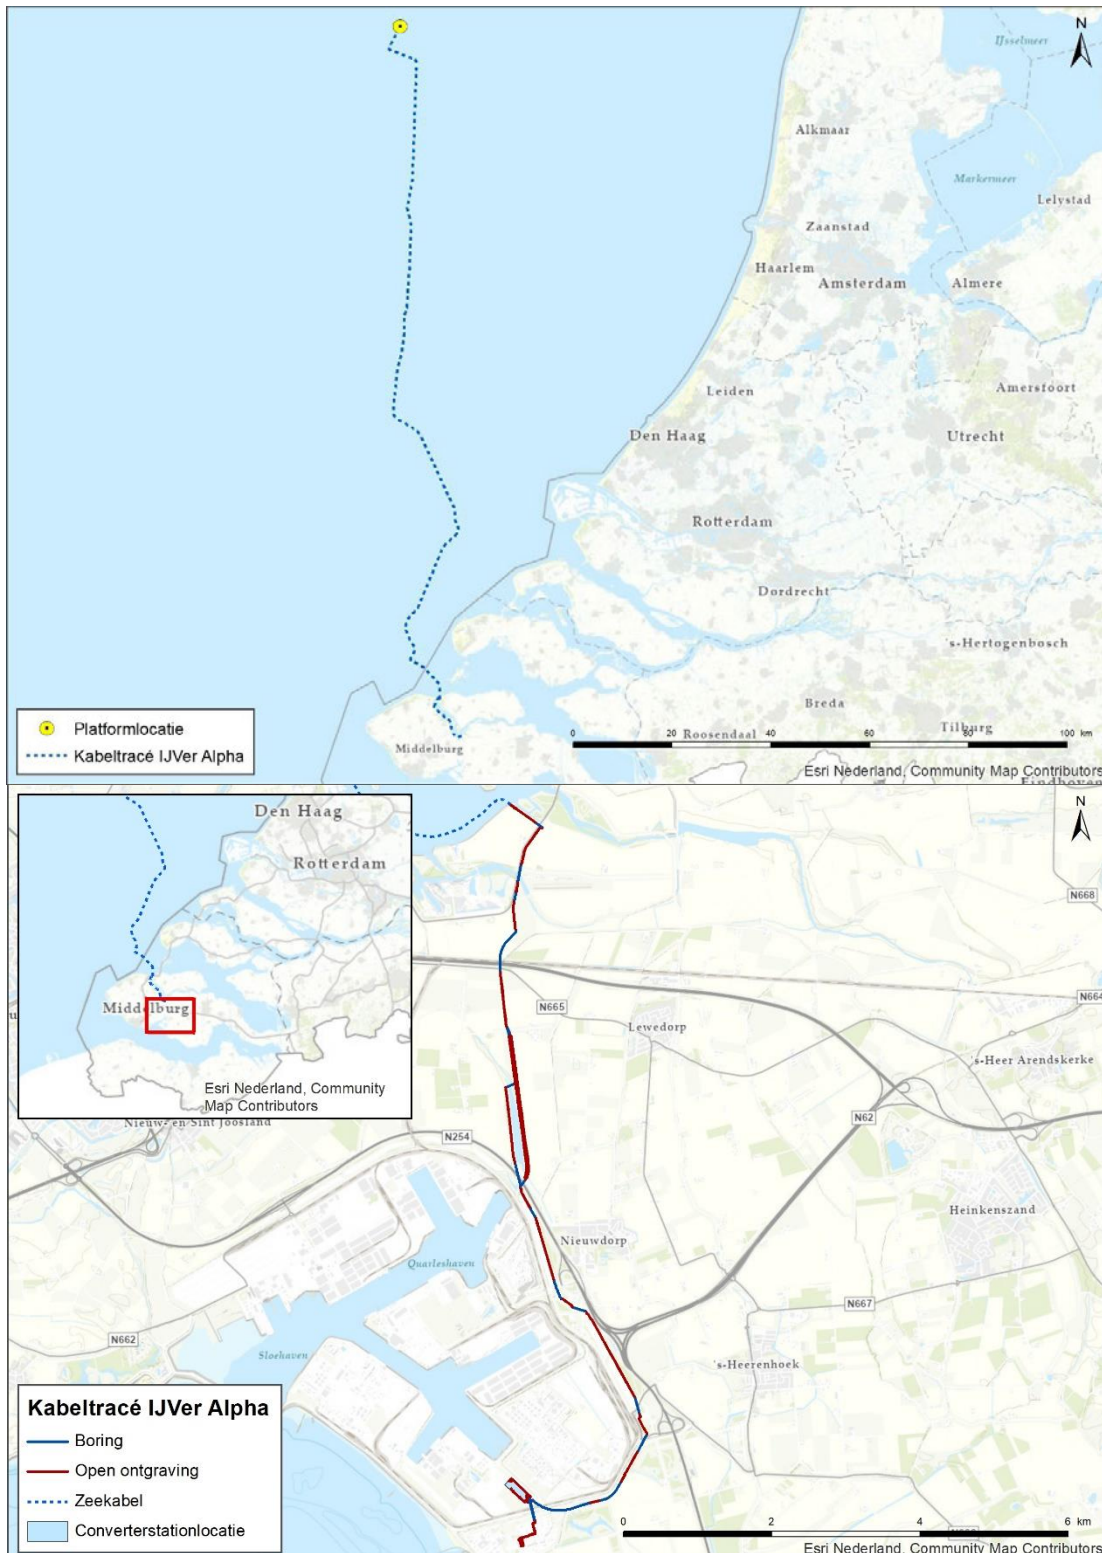 N
IJsselmeer
Alkmaar
Markermeer
Lelystad
Zaanstad
Haarlem
Amsterdam
Almere
Leiden
Amersfoort
Den Haag
Utrecht
Rotterdam
Dordrecht
's-Hertogenbosch
Breda
Tilburg
Roosendaal
Middelburg
Platformlocatie
Kabeltracé IJVer Alpha
0 20 40 60 80 100 km
Esri Nederland, Community Map Contributors
Eindhoven
N
Den Haag
Rotterdam
Middelburg
Esri Nederland, Community
Map Contributors
N668
N664
N665
Lewedorp
's-Heer Arendskerke
N62
Nieuw- en Sint Joosland
N254
Heinkenszand
Nieuwdorp
Quarleshaven
N667
N662
Sloehaven
's-Heerenhoek
Kabeltracé IJVer Alpha
Boring
Open ontgraving
Zeekabel
Converterstationlocatie
0 2 4 6 km
Esri Nederland, Community Map Contributors